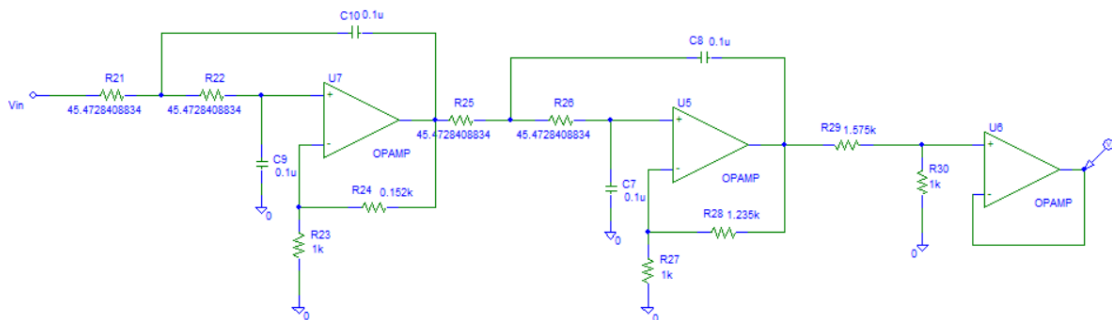 C10 0.1u
C8 0.1u
R21
R22
U7
R25
R26
U5
Vin
45.4728408834
45.4728408834
+
45.4728408834
45.4728408834
+
R29 1.575k
U6
+
-
OPAMP
-
OPAMP
R30
1k
-
OPAMP
C9
0.1u
C7
0.1u
R24 0.152k
R28 1.235k
0
R23
1k
0
R27
1k
0
0
0